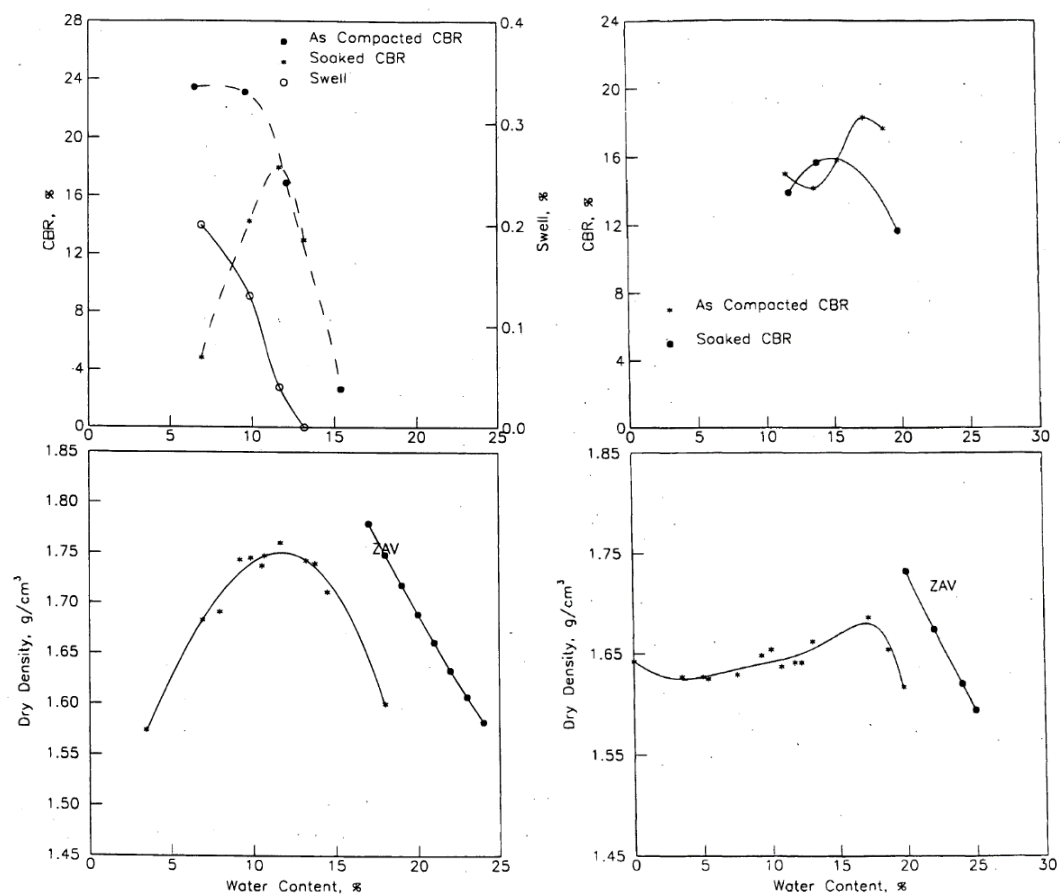 28
24
20
16
12
8
4
0
CBR, %
0.4
0.3
0.2
0.1
0.0
Swell, %
As Compacted CBR
Soaked CBR
Swell
0 5 10 15 20 25
24
20
16
12
8
4
0
CBR, %
As Compacted CBR
Soaked CBR
0 5 10 15 20 25 30
1.85
1.80
1.75
1.70
1.65
1.60
1.55
1.50
1.45
Dry Density, g/cm³
ZAV
0 5 10 15 20 25
Water Content, %
1.85
1.75
1.65
1.55
1.45
Dry Density, g/cm³
ZAV
0 5 10 15 20 25 30
Water Content, %